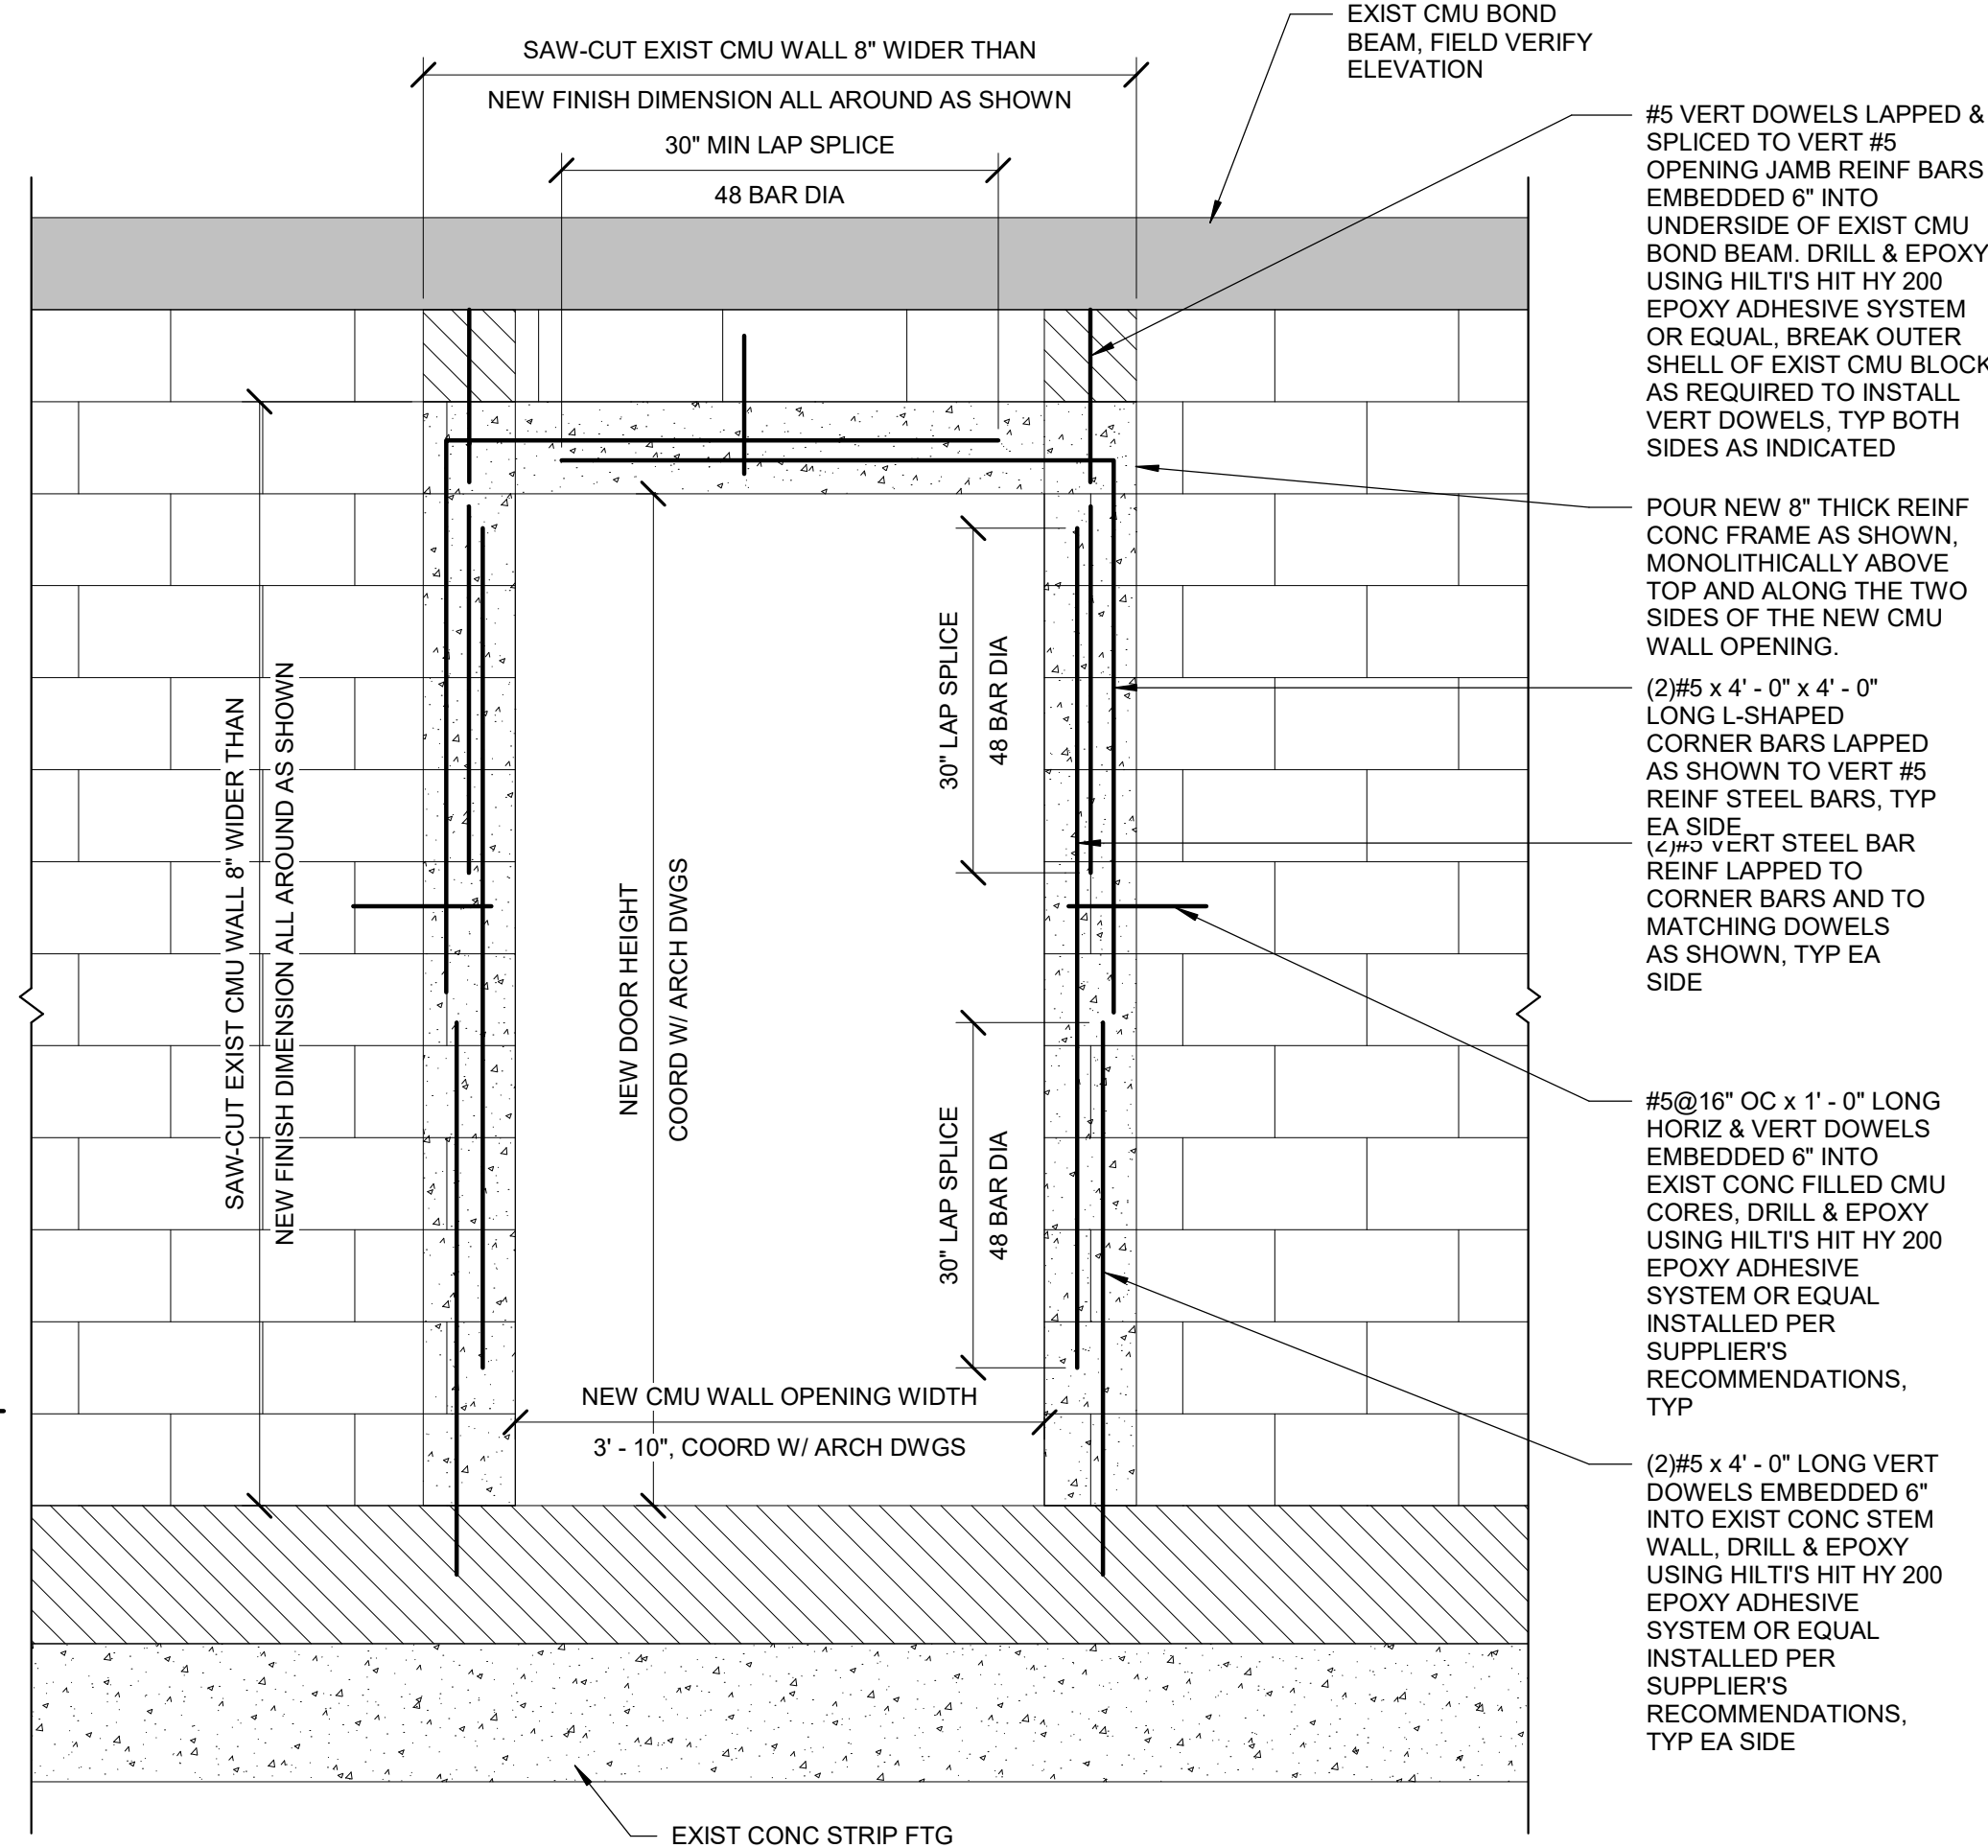 EXIST CMU BOND
BEAM, FIELD VERIFY
ELEVATION
SAW-CUT EXIST CMU WALL 8" WIDER THAN
NEW FINISH DIMENSION ALL AROUND AS SHOWN
30" MIN LAP SPLICE
48 BAR DIA
#5 VERT DOWELS LAPPED &
SPLICED TO VERT #5
OPENING JAMB REINF BARS
EMBEDDED 6" INTO
UNDERSIDE OF EXIST CMU
BOND BEAM. DRILL & EPOXY
USING HILTI'S HIT HY 200
EPOXY ADHESIVE SYSTEM
OR EQUAL, BREAK OUTER
SHELL OF EXIST CMU BLOCK
AS REQUIRED TO INSTALL
VERT DOWELS, TYP BOTH
SIDES AS INDICATED
POUR NEW 8" THICK REINF
CONC FRAME AS SHOWN,
MONOLITHICALLY ABOVE
TOP AND ALONG THE TWO
SIDES OF THE NEW CMU
WALL OPENING.
(2)#5 x 4' - 0" x 4' - 0"
LONG L-SHAPED
CORNER BARS LAPPED
AS SHOWN TO VERT #5
REINF STEEL BARS, TYP
EA SIDE
(2)#5 VERT STEEL BAR
REINF LAPPED TO
CORNER BARS AND TO
MATCHING DOWELS
AS SHOWN, TYP EA
SIDE
#5@16" OC x 1' - 0" LONG
HORIZ & VERT DOWELS
EMBEDDED 6" INTO
EXIST CONC FILLED CMU
CORES, DRILL & EPOXY
USING HILTI'S HIT HY 200
EPOXY ADHESIVE
SYSTEM OR EQUAL
INSTALLED PER
SUPPLIER'S
RECOMMENDATIONS,
TYP
(2)#5 x 4' - 0" LONG VERT
DOWELS EMBEDDED 6"
INTO EXIST CONC STEM
WALL, DRILL & EPOXY
USING HILTI'S HIT HY 200
EPOXY ADHESIVE
SYSTEM OR EQUAL
INSTALLED PER
SUPPLIER'S
RECOMMENDATIONS,
TYP EA SIDE
SAW-CUT EXIST CMU WALL 8" WIDER THAN
NEW FINISH DIMENSION ALL AROUND AS SHOWN
NEW DOOR HEIGHT
COORD W/ ARCH DWGS
30" LAP SPLICE
48 BAR DIA
30" LAP SPLICE
48 BAR DIA
NEW CMU WALL OPENING WIDTH
3' - 10", COORD W/ ARCH DWGS
EXIST CONC STRIP FTG